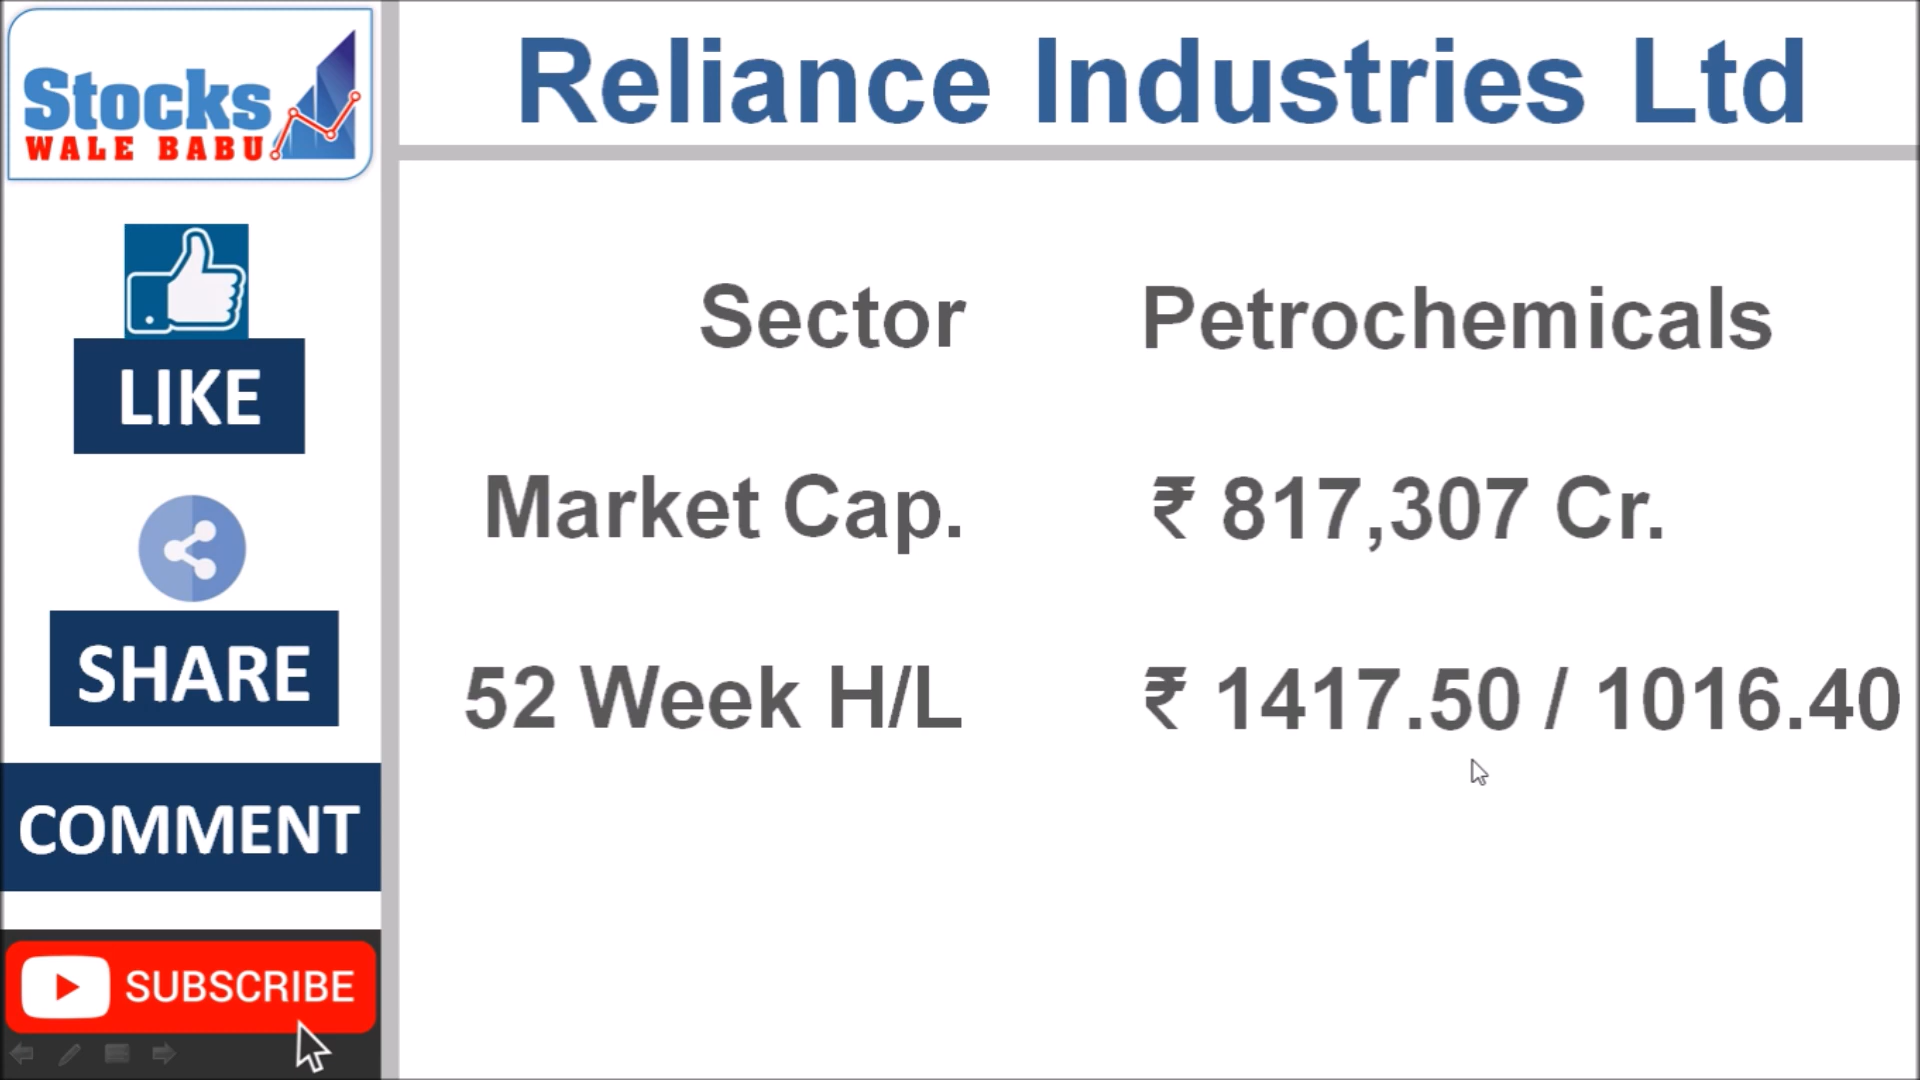 Stocks
WALE BABU
Reliance Industries Ltd
LIKE
SHARE
COMMENT
SUBSCRIBE
Sector Petrochemicals
Market Cap. ₹ 817,307 Cr.
52 Week H/L ₹ 1417.50 / 1016.40